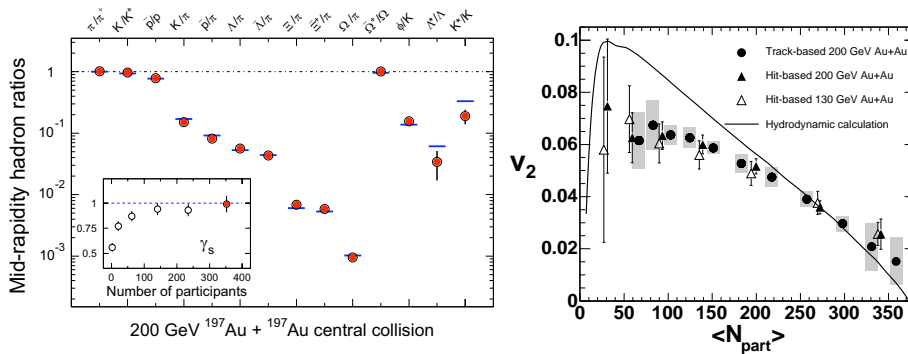 π/π⁺ K/K⁺ p̄/p K/π p̄/π Λ/π Λ̄/π Ξ/π Ξ̄⁺/π Ω/π Ω̄⁺/Ω ϕ/K Λ*/Λ K*/K
Mid-rapidity hadron ratios
1
10⁻¹
10⁻²
10⁻³
1
0.75
0.5
γs
0 100 200 300 400
Number of participants
200 GeV ¹⁹⁷Au + ¹⁹⁷Au central collision
V₂
0.1
0.08
0.06
0.04
0.02
0
Track-based 200 GeV Au+Au
Hit-based 200 GeV Au+Au
Hit-based 130 GeV Au+Au
Hydrodynamic calculation
0 50 100 150 200 250 300 350
<N_part>